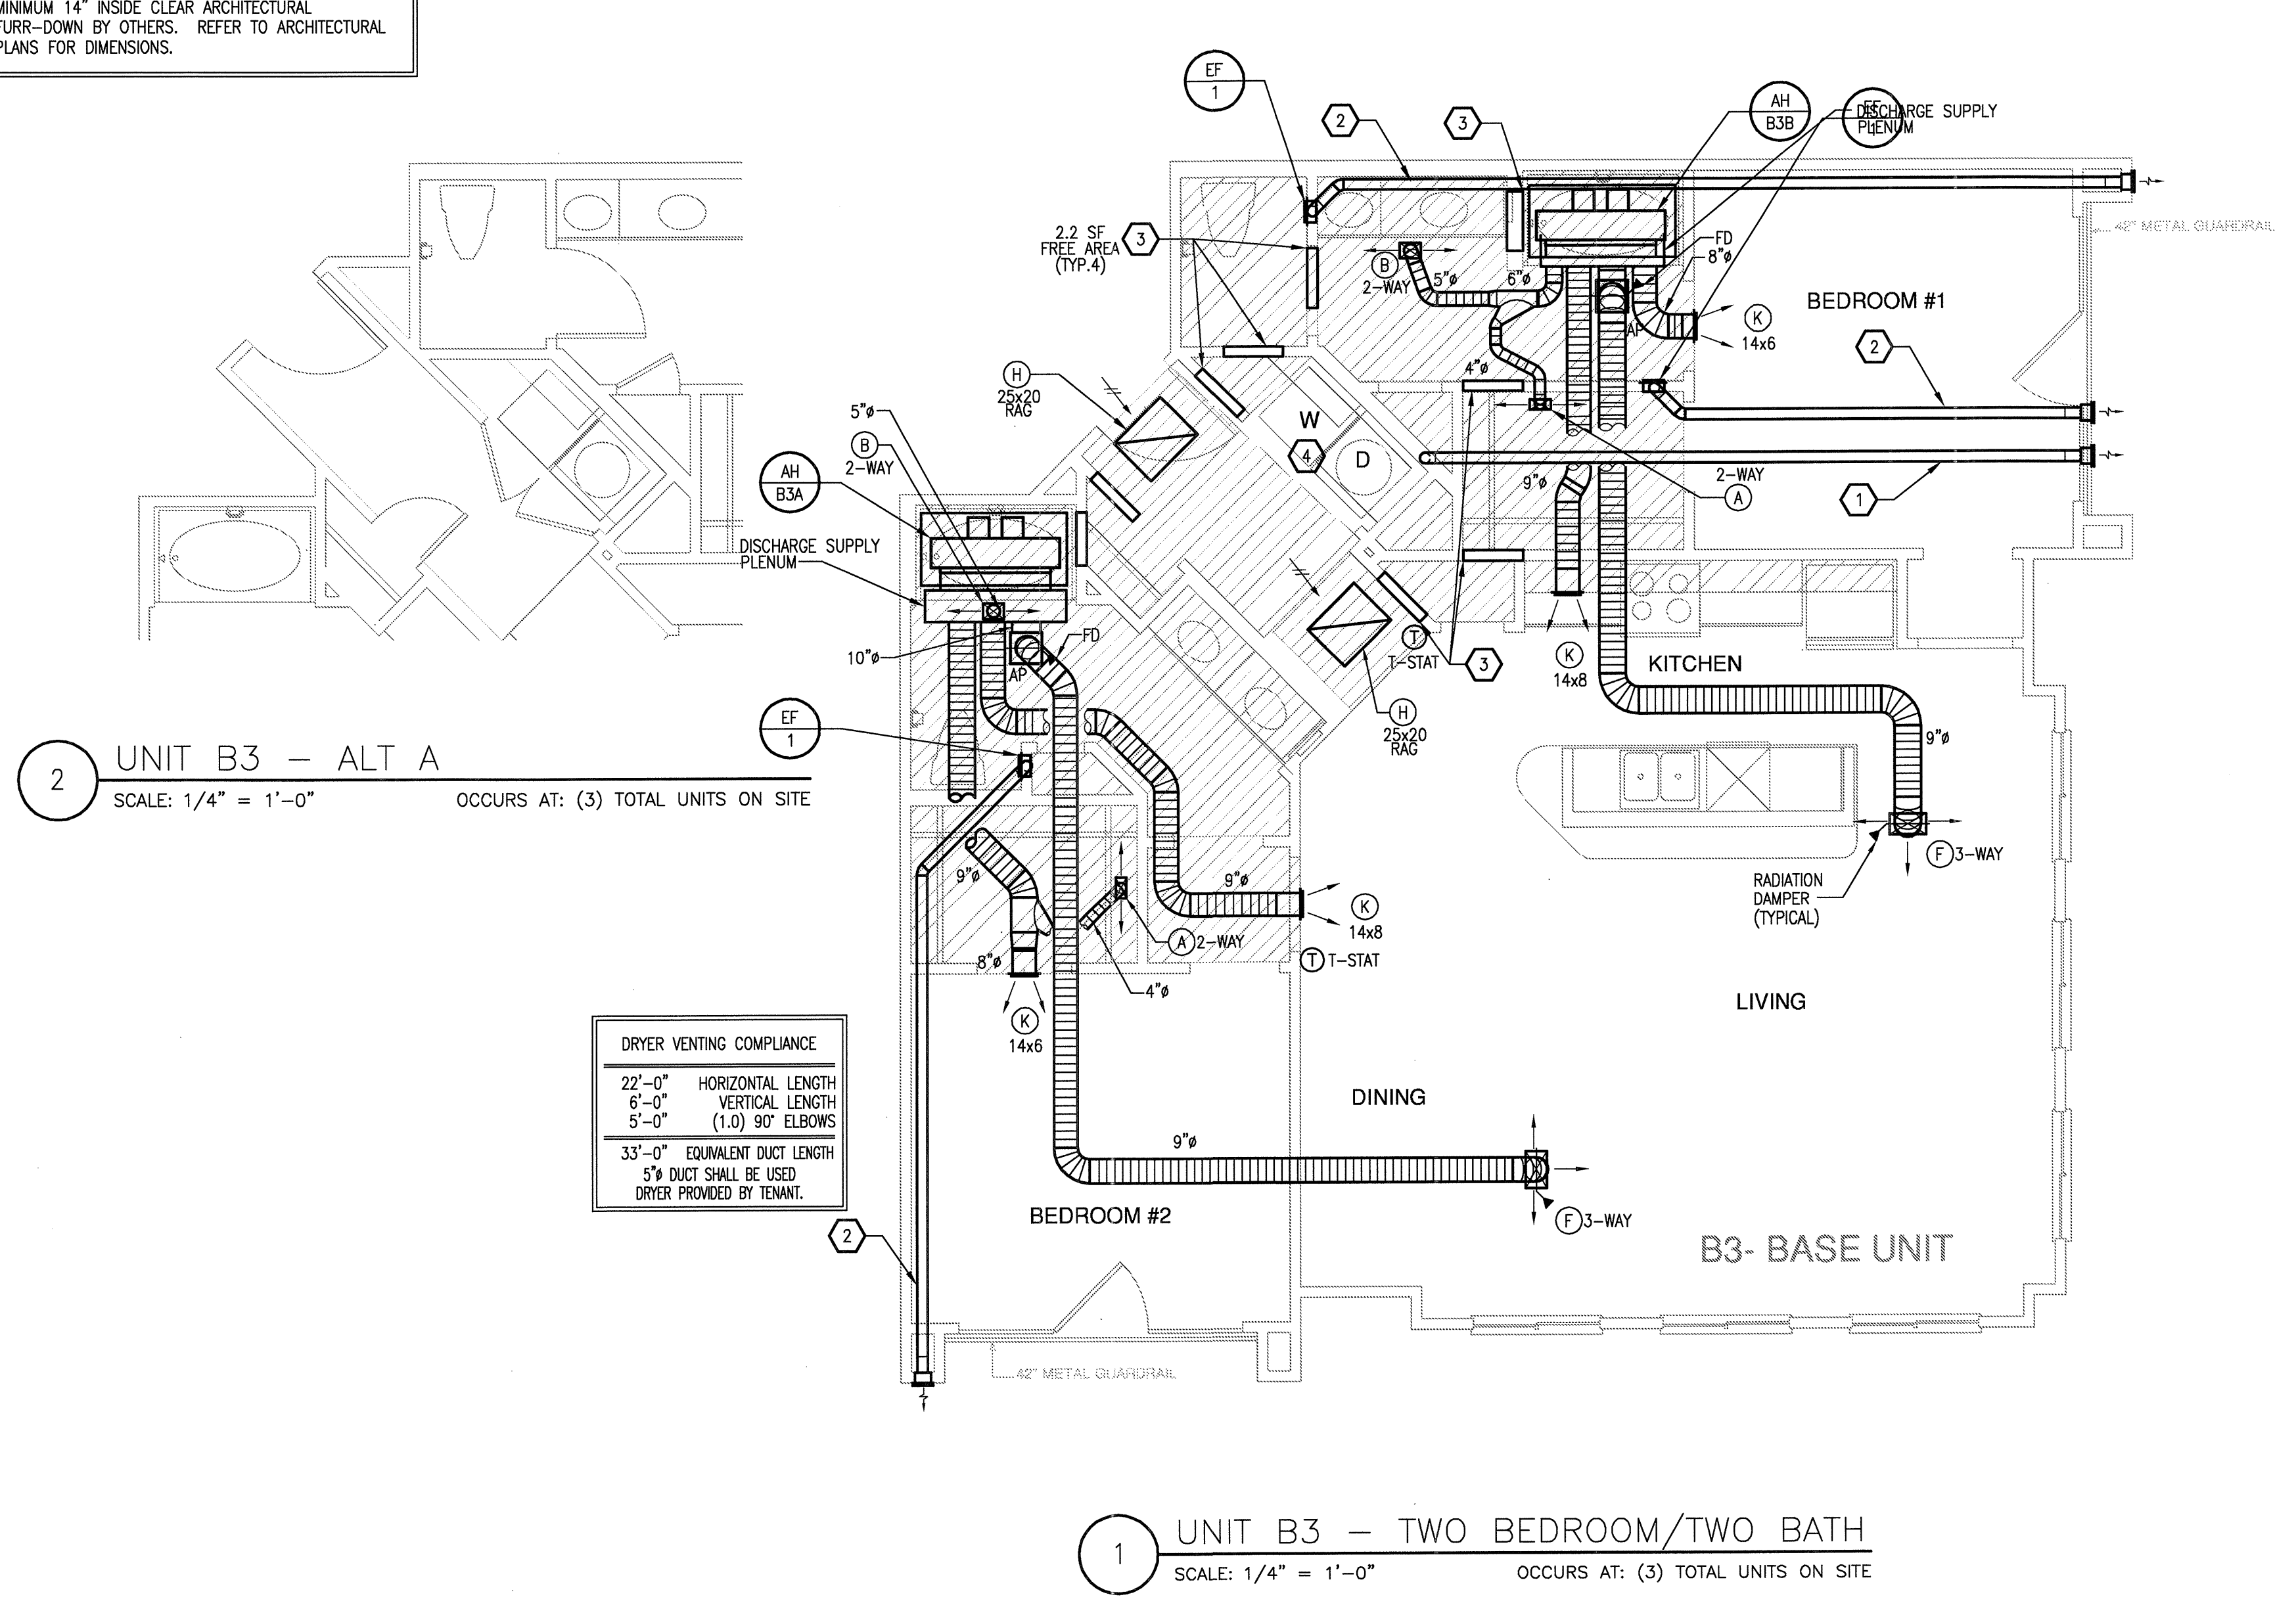 MINIMUM 14" INSIDE CLEAR ARCHITECTURAL
FURR-DOWN BY OTHERS. REFER TO ARCHITECTURAL
PLANS FOR DIMENSIONS.
EF
1
2
3
AH
B3B
EF
1
DISCHARGE SUPPLY
PLENUM
42" METAL GUARDRAIL
2.2 SF
FREE AREA
(TYP.4)
3
B
2-WAY
5"ø
6"ø
FD
8"ø
AP
K
14x6
BEDROOM #1
2
H
25x20
RAG
4"ø
W
4
D
2-WAY
A
1
9"ø
5"ø
B
2-WAY
AH
B3A
DISCHARGE SUPPLY
PLENUM
10"ø
FD
AP
T
T-STAT
3
K
14x8
KITCHEN
H
25x20
RAG
EF
1
9"ø
F 3-WAY
RADIATION
DAMPER
(TYPICAL)
2
UNIT B3 - ALT A
SCALE: 1/4" = 1'-0"
OCCURS AT: (3) TOTAL UNITS ON SITE
9"ø
9"ø
K
14x8
A 2-WAY
T T-STAT
8"ø
4"ø
K
14x6
LIVING
DRYER VENTING COMPLIANCE
22'-0" HORIZONTAL LENGTH
6'-0" VERTICAL LENGTH
5'-0" (1.0) 90° ELBOWS
33'-0" EQUIVALENT DUCT LENGTH
5"ø DUCT SHALL BE USED
DRYER PROVIDED BY TENANT.
DINING
9"ø
BEDROOM #2
F 3-WAY
2
B3- BASE UNIT
42" METAL GUARDRAIL
1
UNIT B3 - TWO BEDROOM/TWO BATH
SCALE: 1/4" = 1'-0"
OCCURS AT: (3) TOTAL UNITS ON SITE